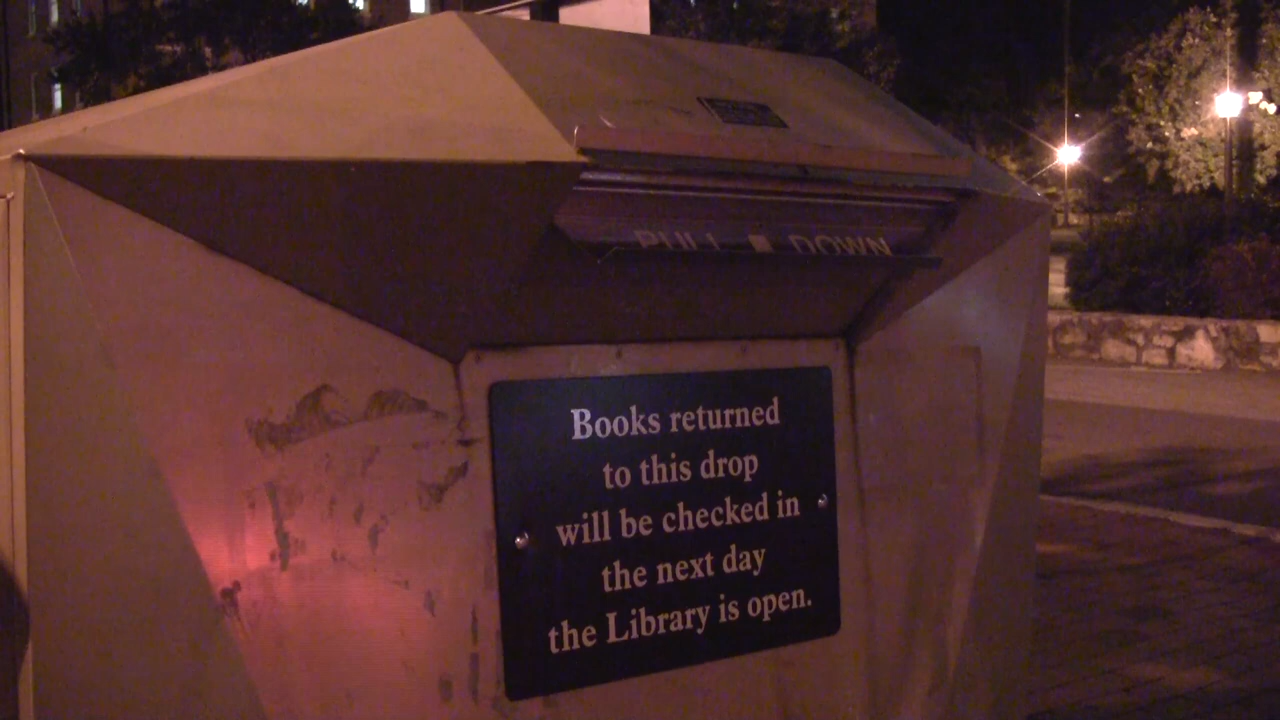 PULL DOWN
Books returned
to this drop
will be checked in
the next day
the Library is open.